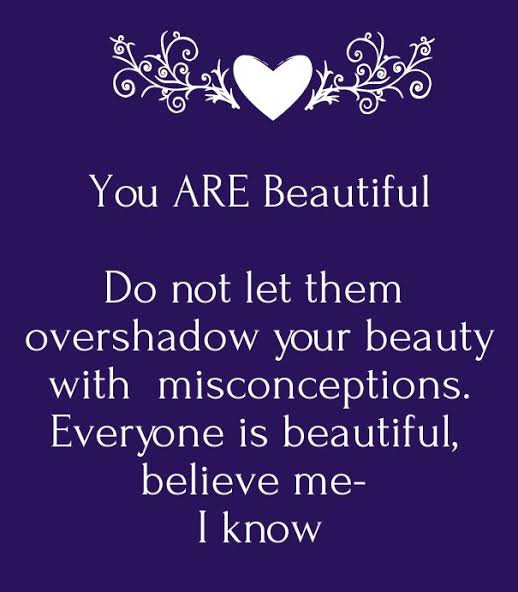 You ARE Beautiful
Do not let them
overshadow your beauty
with misconceptions.
Everyone is beautiful,
believe me-
I know